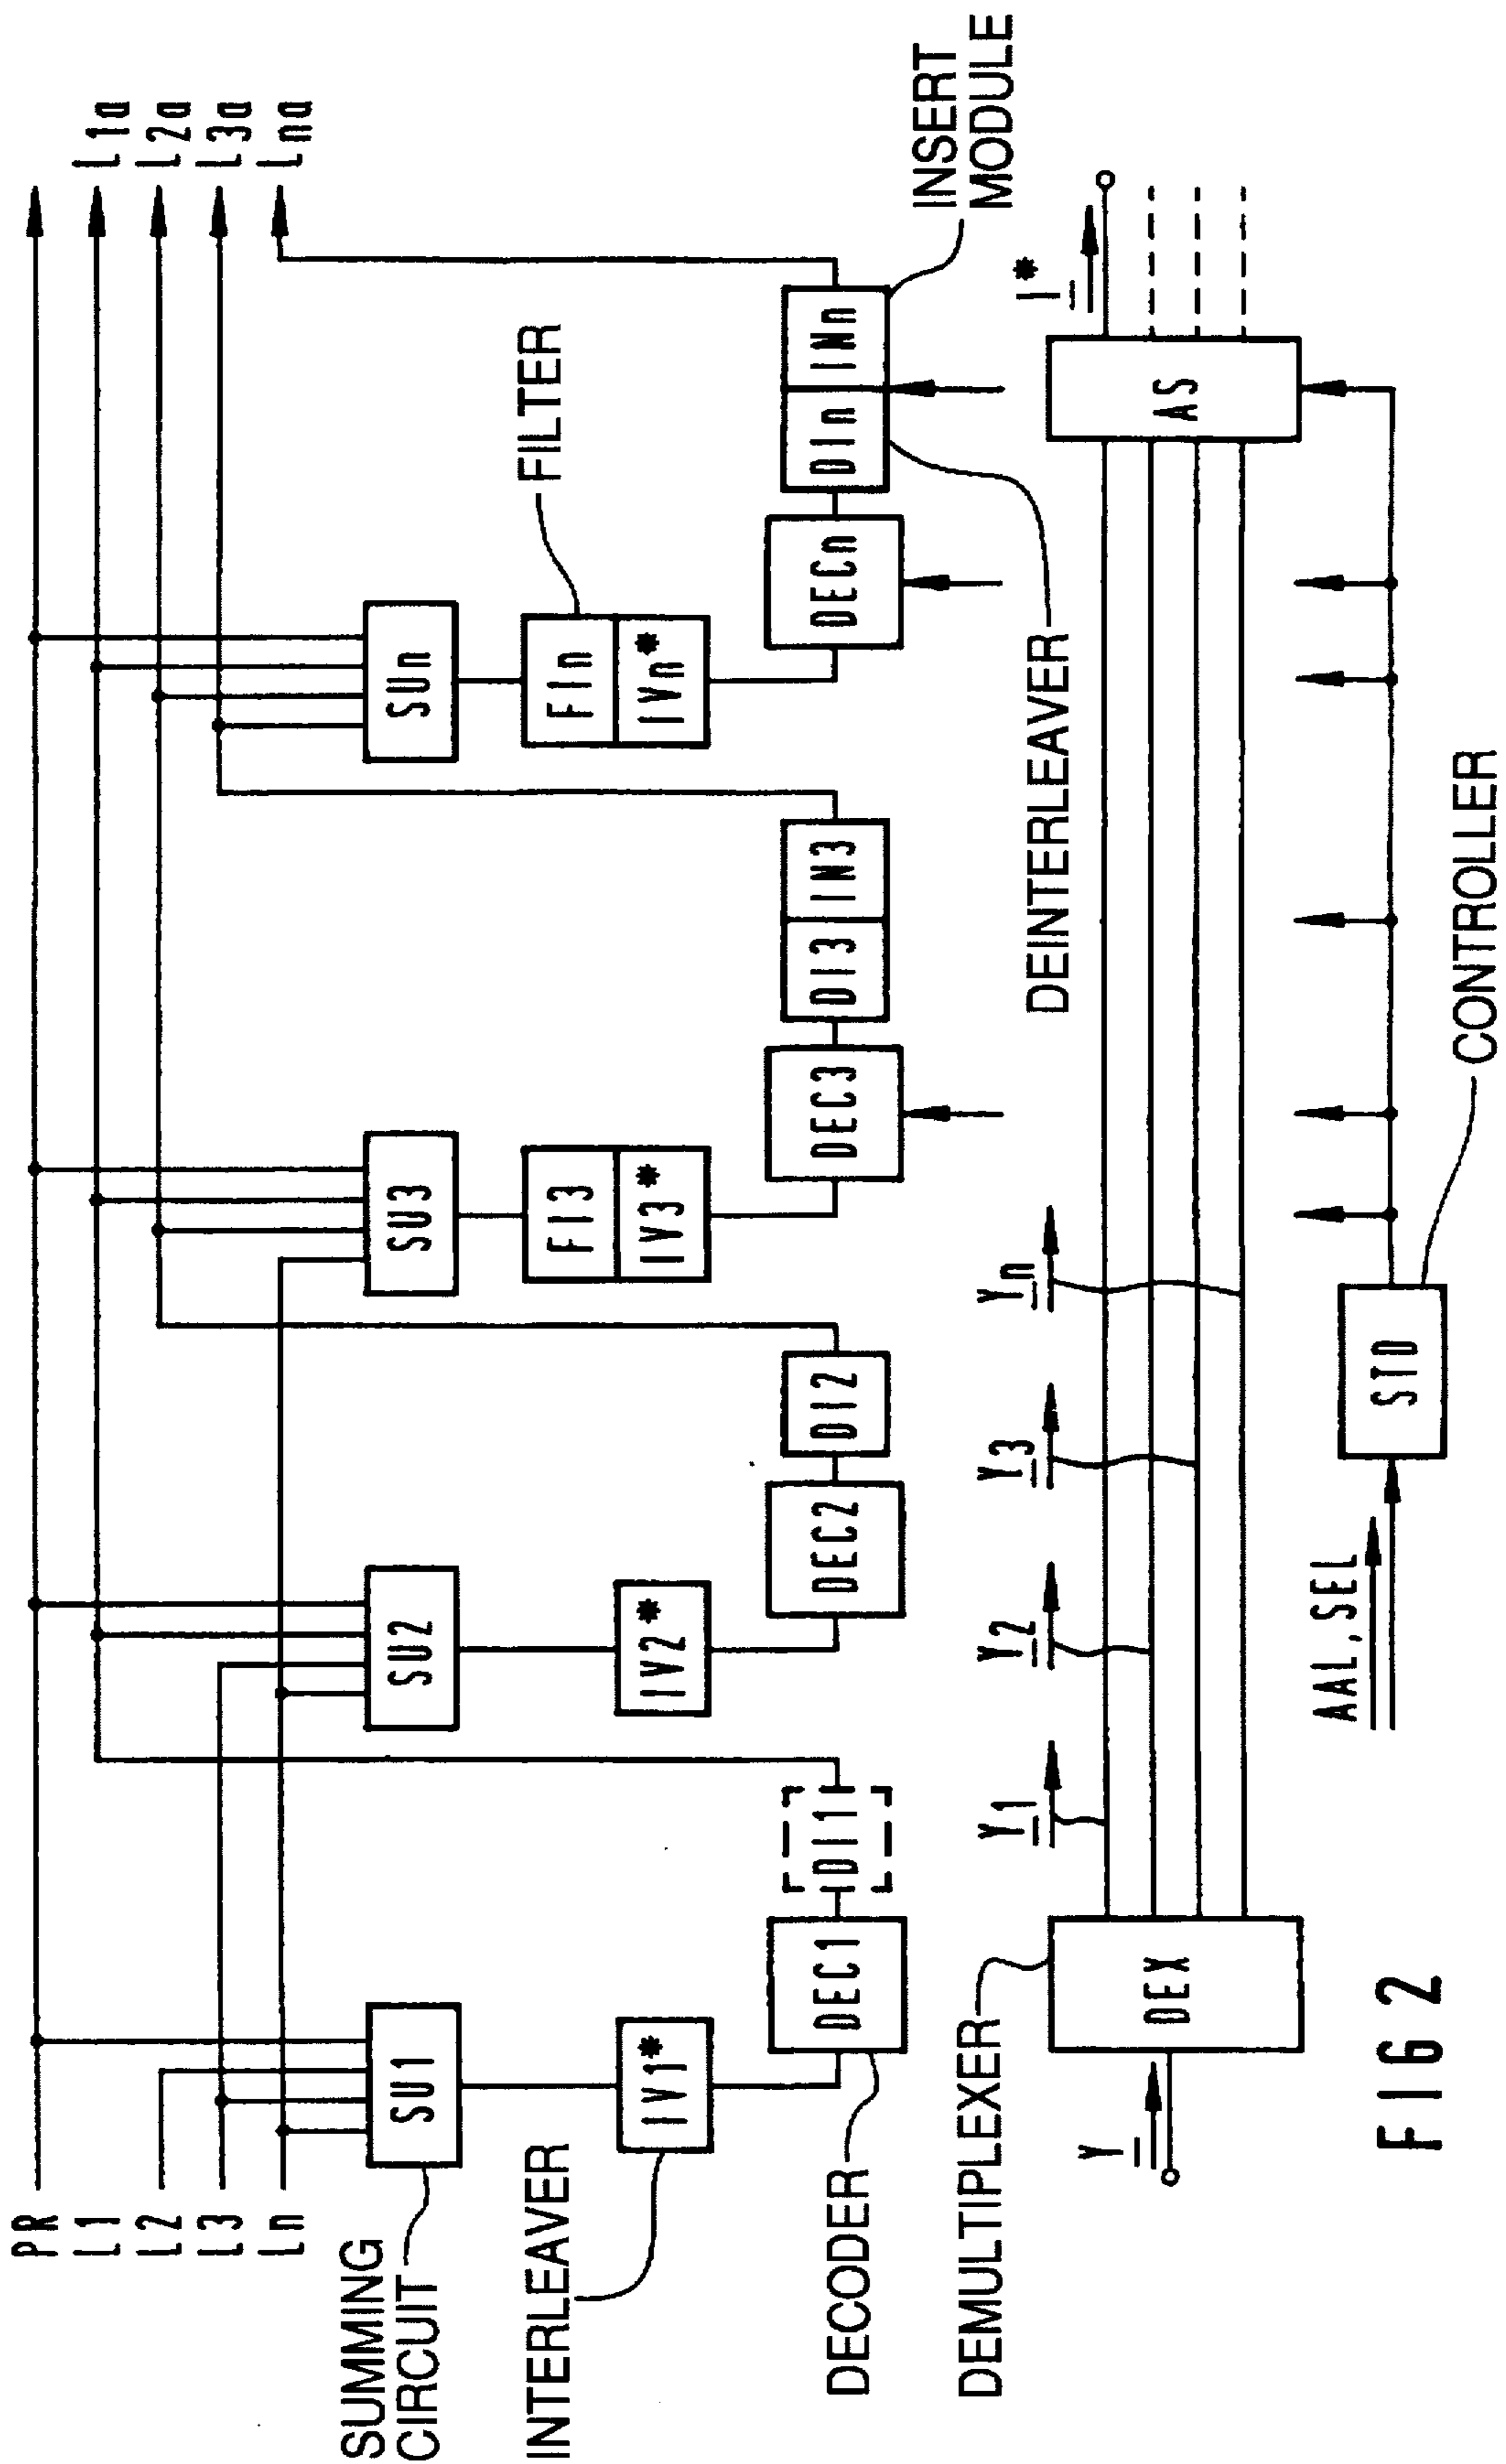 PR
L1
L2
L3
Ln
L1a
L2a
L3a
Lna
SUMMING
CIRCUIT
SU1
SU2
SU3
SUn
FILTER
INTERLEAVER
IV1*
IV2*
FI3
IV3*
FIn
IVn*
DECODER
DEC1
DI1
DEC2
DI2
DEC3
DI3
IN3
DECn
DIn
INn
INSERT
MODULE
DEINTERLEAVER
DEMULTIPLEXER
Y
DEX
Y1
Y2
Y3
Yn
AS
I*
AAL,SEL
STD
CONTROLLER
FIG 2